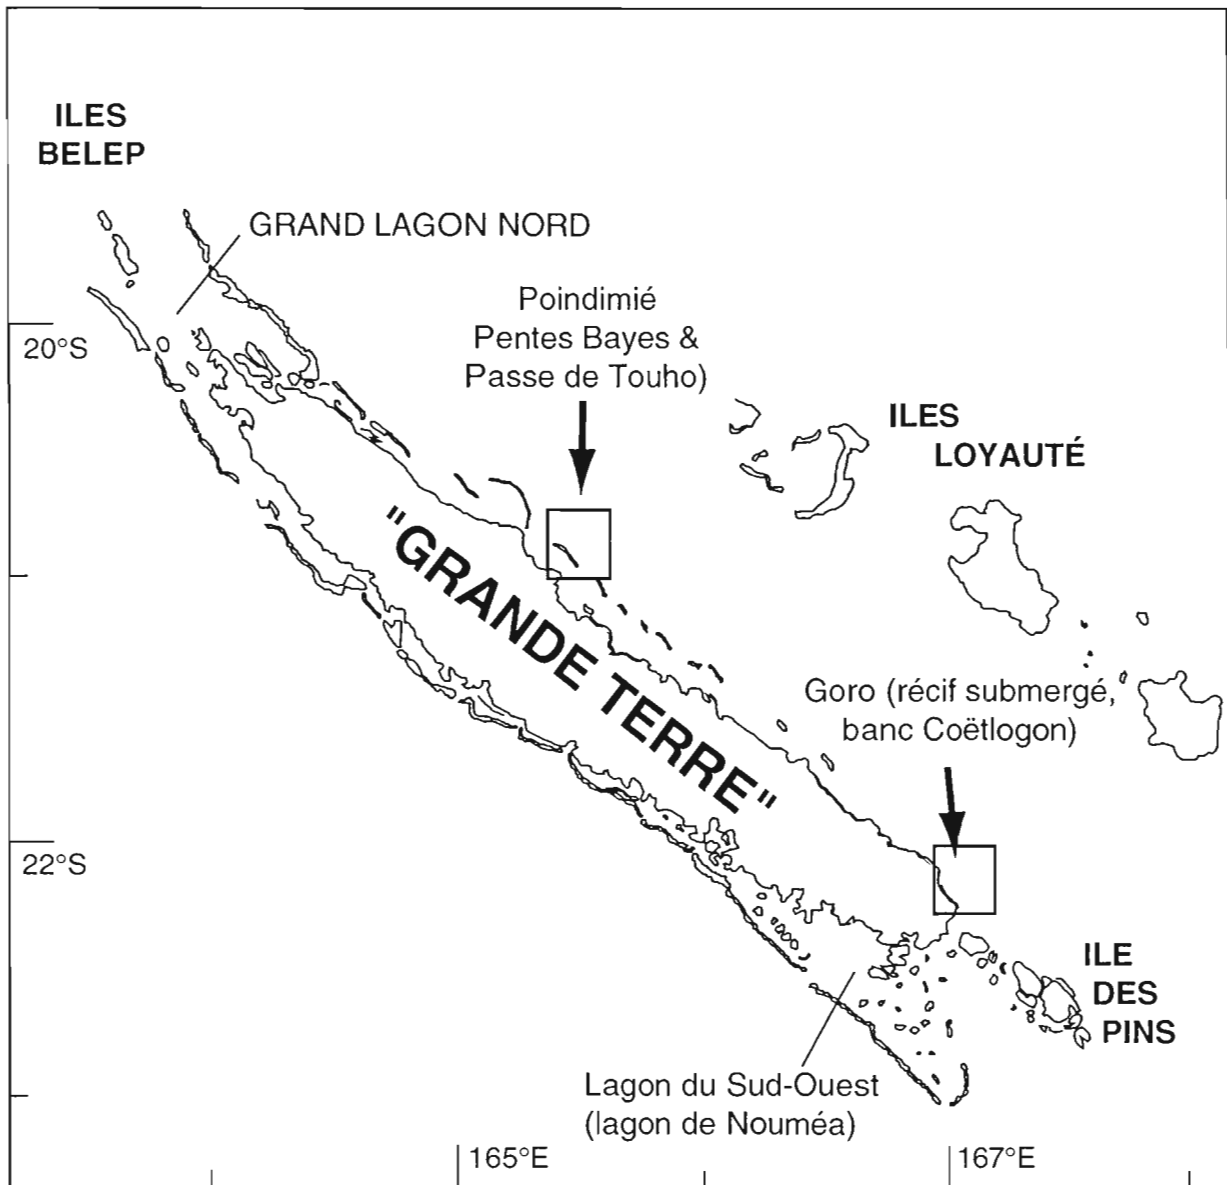 ILES
BELEP
GRAND LAGON NORD
Poindimié
Pentes Bayes &
Passe de Touho)
20°S
ILES
LOYAUTÉ
"GRANDE TERRE"
Goro (récif submergé,
banc Coëtlogon)
22°S
ILE
DES
PINS
Lagon du Sud-Ouest
(lagon de Nouméa)
165°E
167°E